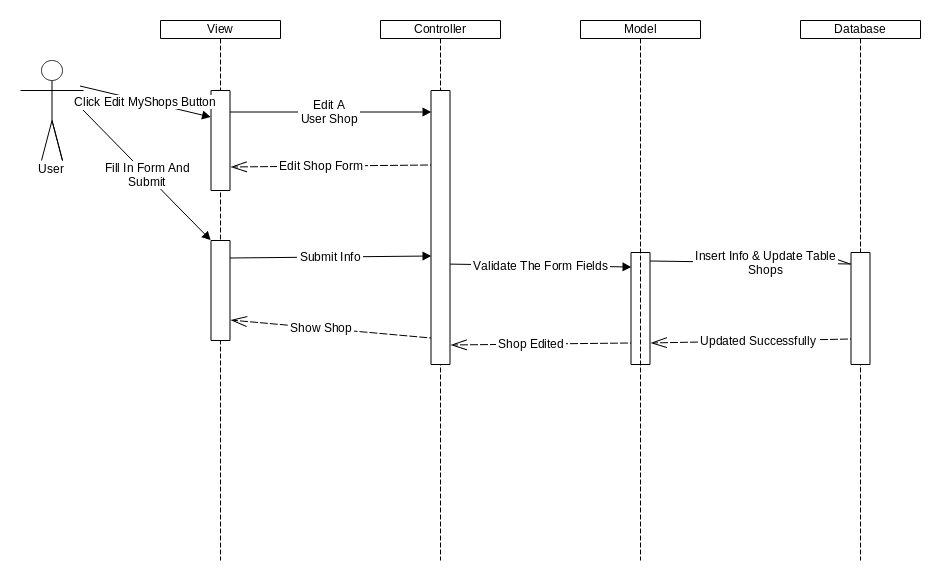 View
Controller
Model
Database
Click Edit MyShops Button
Edit A
User Shop
User
Fill In Form And
Submit
Edit Shop Form
Submit Info
Validate The Form Fields
Insert Info & Update Table
Shops
Show Shop
Shop Edited
Updated Successfully